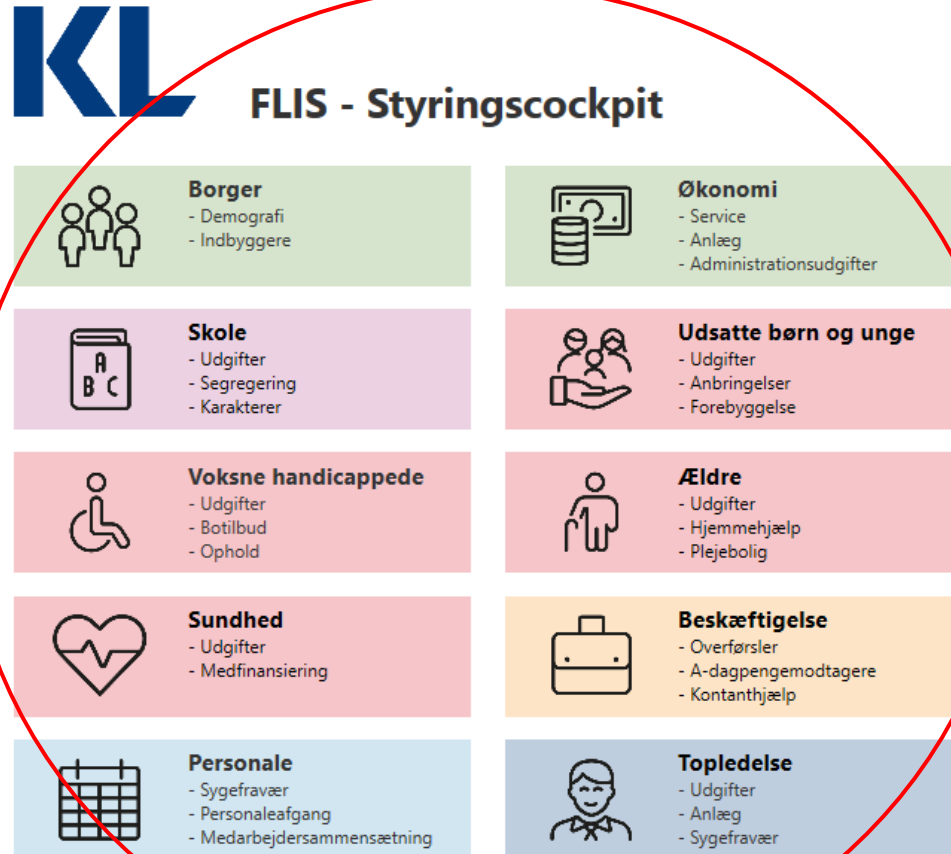 KL
FLIS - Styringscockpit
Borger
- Demografi
- Indbyggere
Økonomi
- Service
- Anlæg
- Administrationsudgifter
Skole
- Udgifter
- Segregering
- Karakterer
A
B C
Udsatte børn og unge
- Udgifter
- Anbringelser
- Forebyggelse
Voksne handicappede
- Udgifter
- Botilbud
- Ophold
Ældre
- Udgifter
- Hjemmehjælp
- Plejebolig
Sundhed
- Udgifter
- Medfinansiering
Beskæftigelse
- Overførsler
- A-dagpengemodtagere
- Kontanthjælp
Personale
- Sygefravær
- Personaleafgang
- Medarbejdersammensætning
Topledelse
- Udgifter
- Anlæg
- Sygefravær